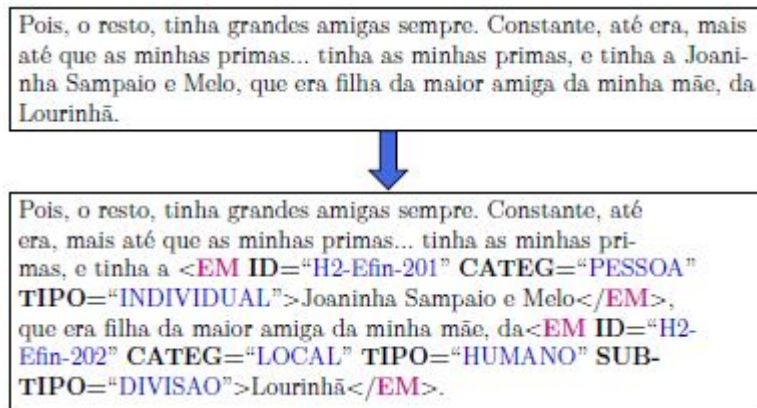 Pois, o resto, tinha grandes amigas sempre. Constante, até era, mais
até que as minhas primas... tinha as minhas primas, e tinha a Joani-
nha Sampaio e Melo, que era filha da maior amiga da minha mãe, da
Lourinhã.
Pois, o resto, tinha grandes amigas sempre. Constante, até
era, mais até que as minhas primas... tinha as minhas pri-
mas, e tinha a <EM ID=“H2-Efin-201” CATEG=“PESSOA”
TIPO=“INDIVIDUAL”>Joaninha Sampaio e Melo</EM>,
que era filha da maior amiga da minha mãe, da<EM ID=“H2-
Efin-202” CATEG=“LOCAL” TIPO=“HUMANO” SUB-
TIPO=“DIVISAO”>Lourinhã</EM>.